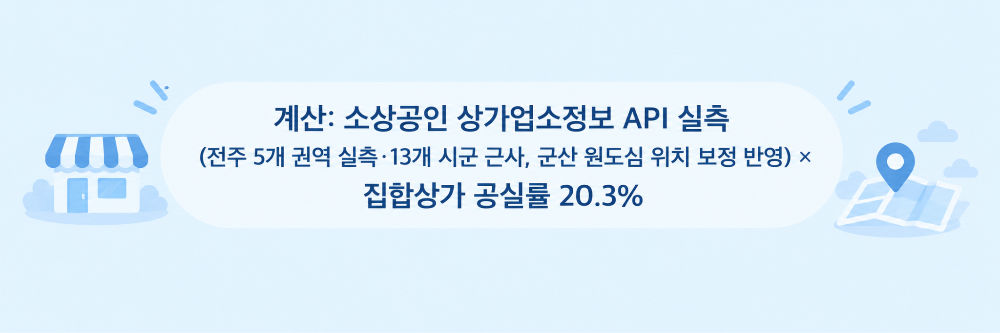 계산: 소상공인 상가업소정보 API 실측
(전주 5개 권역 실측·13개 시군 근사, 군산 원도심 위치 보정 반영) ×
집합상가 공실률 20.3%